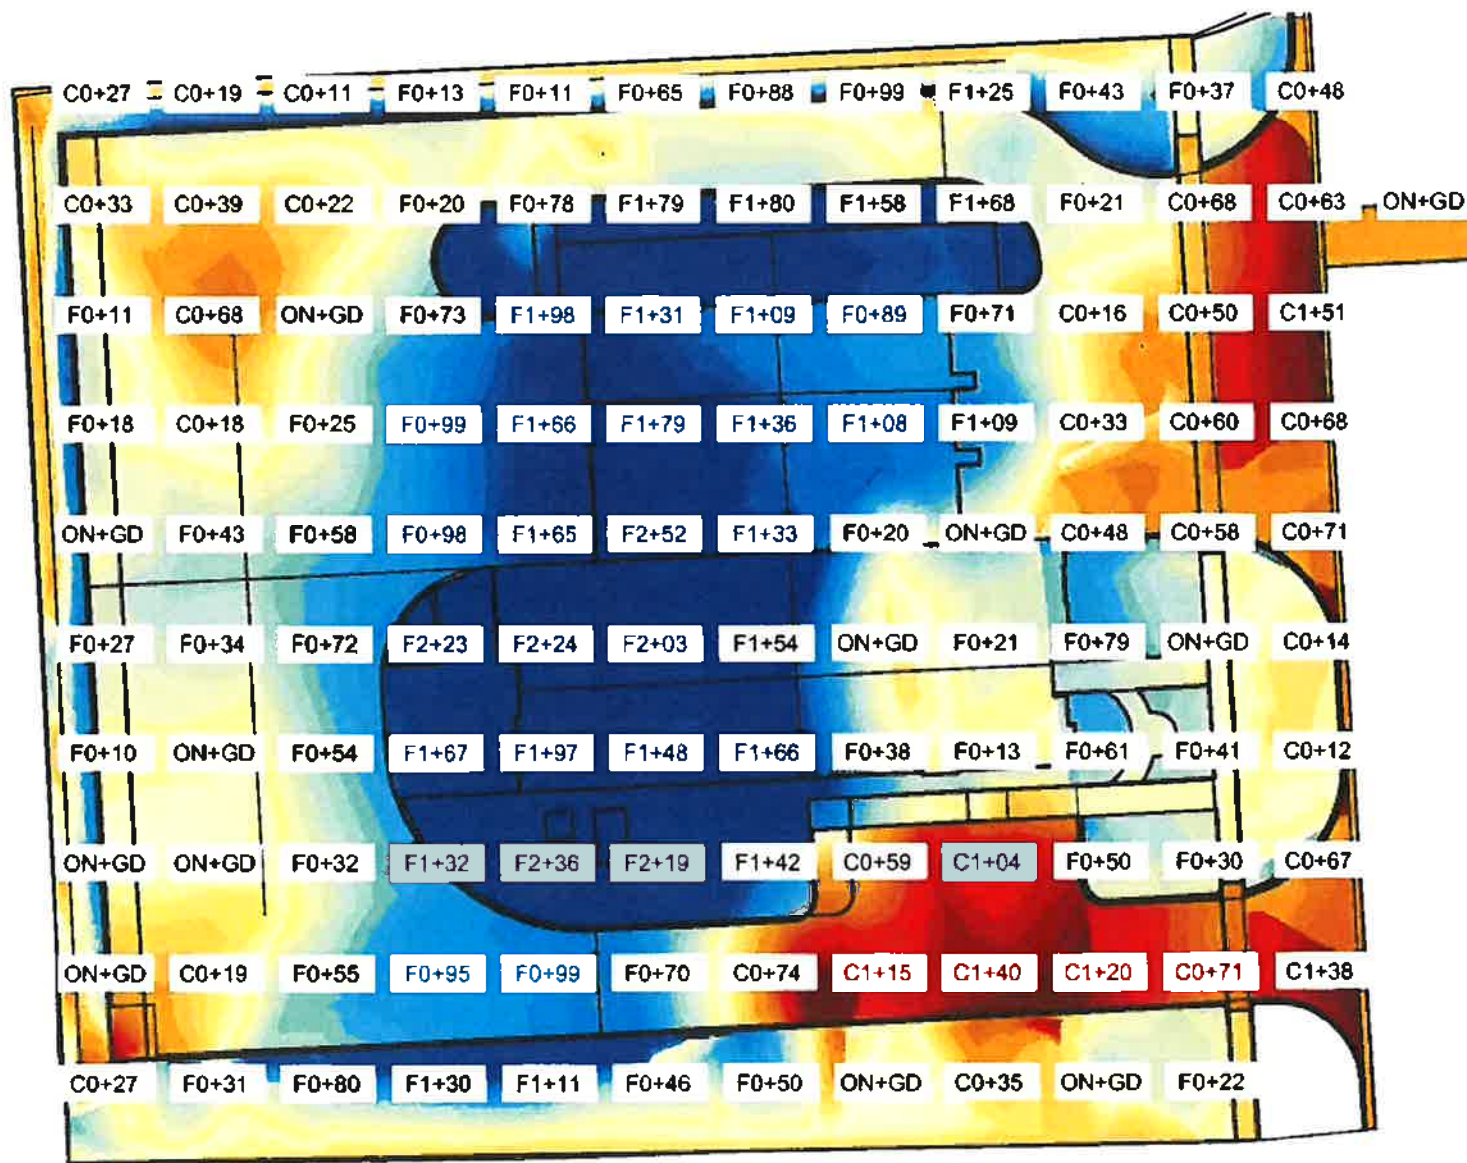 C0+27 C0+19 C0+11 F0+13 F0+11 F0+65 F0+88 F0+99 F1+25 F0+43 F0+37 C0+48
C0+33 C0+39 C0+22 F0+20 F0+78 F1+79 F1+80 F1+58 F1+68 F0+21 C0+68 C0+63 ON+GD
F0+11 C0+68 ON+GD F0+73 F1+98 F1+31 F1+09 F0+89 F0+71 C0+16 C0+50 C1+51
F0+18 C0+18 F0+25 F0+99 F1+66 F1+79 F1+36 F1+08 F1+09 C0+33 C0+60 C0+68
ON+GD F0+43 F0+58 F0+98 F1+65 F2+52 F1+33 F0+20 ON+GD C0+48 C0+58 C0+71
F0+27 F0+34 F0+72 F2+23 F2+24 F2+03 F1+54 ON+GD F0+21 F0+79 ON+GD C0+14
F0+10 ON+GD F0+54 F1+67 F1+97 F1+48 F1+66 F0+38 F0+13 F0+61 F0+41 C0+12
ON+GD ON+GD F0+32 F1+32 F2+36 F2+19 F1+42 C0+59 C1+04 F0+50 F0+30 C0+67
ON+GD C0+19 F0+55 F0+95 F0+99 F0+70 C0+74 C1+15 C1+40 C1+20 C0+71 C1+38
C0+27 F0+31 F0+80 F1+30 F1+11 F0+46 F0+50 ON+GD C0+35 ON+GD F0+22